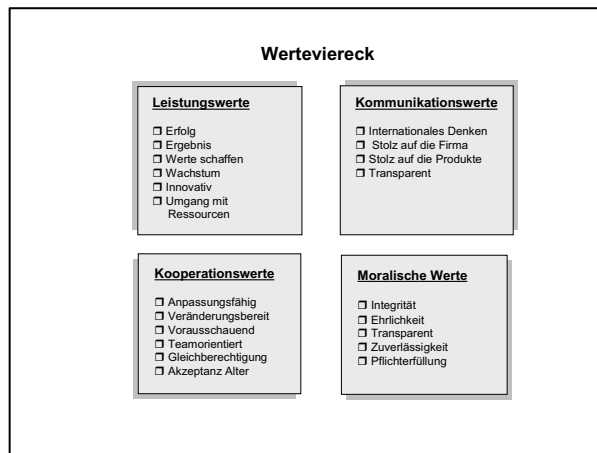 Werteviereck
Leistungswerte
❒ Erfolg
❒ Ergebnis
❒ Werte schaffen
❒ Wachstum
❒ Innovativ
❒ Umgang mit
Ressourcen
Kommunikationswerte
❒ Internationales Denken
❒ Stolz auf die Firma
❒ Stolz auf die Produkte
❒ Transparent
Kooperationswerte
❒ Anpassungsfähig
❒ Veränderungsbereit
❒ Vorausschauend
❒ Teamorientiert
❒ Gleichberechtigung
❒ Akzeptanz Alter
Moralische Werte
❒ Integrität
❒ Ehrlichkeit
❒ Transparent
❒ Zuverlässigkeit
❒ Pflichterfüllung